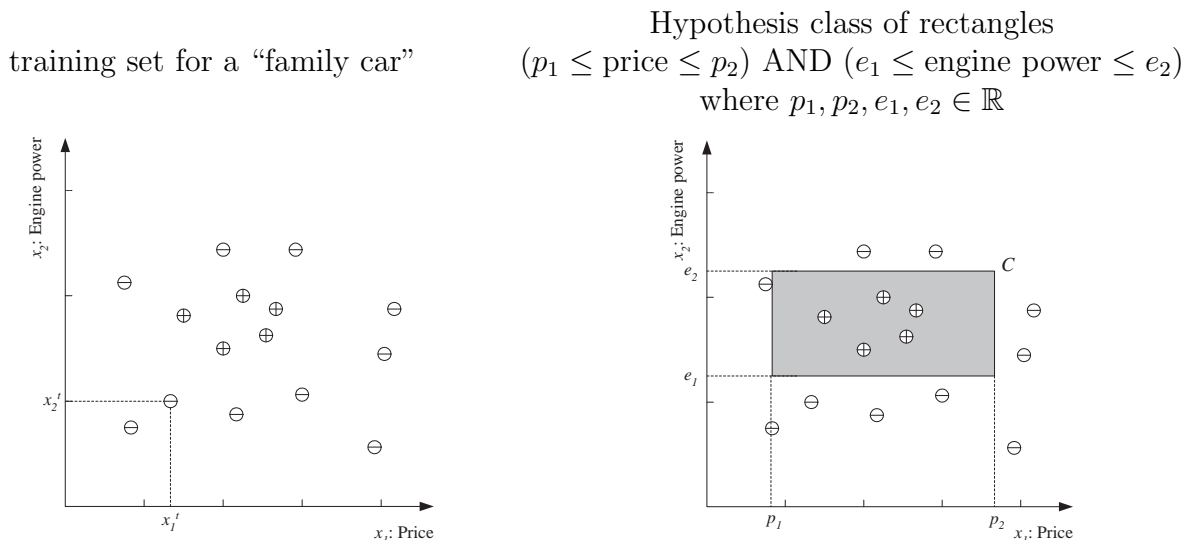 training set for a “family car”
Hypothesis class of rectangles
(p₁ ≤ price ≤ p₂) AND (e₁ ≤ engine power ≤ e₂)
where p₁, p₂, e₁, e₂ ∈ ℝ
x₂: Engine power
x₂ᵗ
x₁ᵗ
x₁: Price
x₂: Engine power
e₂
C
e₁
p₁
p₂
x₁: Price